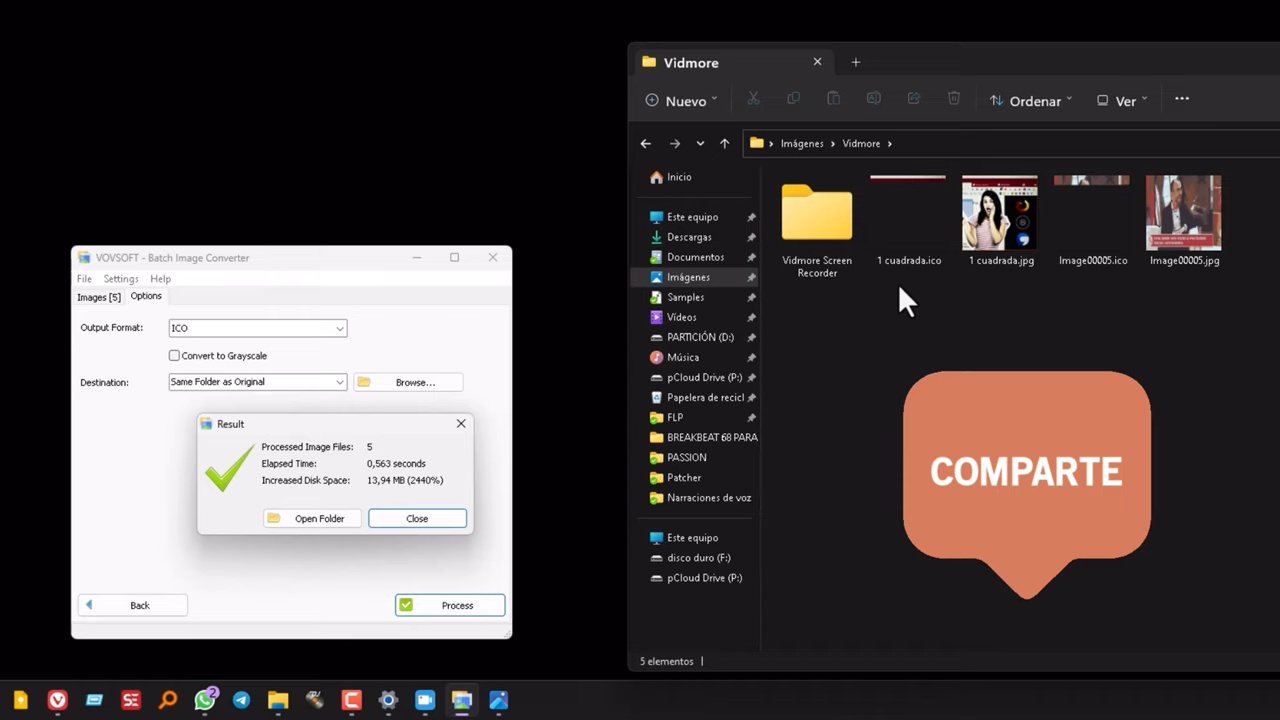 VOVSOFT - Batch Image Converter
File Settings Help
Images [5] Options
Output Format: ICO
Convert to Grayscale
Destination: Same Folder as Original Browse...
Result
Processed Image Files: 5
Elapsed Time: 0,563 seconds
Increased Disk Space: 13,94 MB (2440%)
Open Folder Close
Back Process
Vidmore
Nuevo Ordenar Ver
Imágenes Vidmore
Inicio
Este equipo
Descargas
Documentos
Imágenes
Samples
Vídeos
PARTICIÓN (D:)
Música
pCloud Drive (P:)
Papelera de recicl
FLP
BREAKBEAT 68 PARA
PASSION
Patcher
Narraciones de voz
Este equipo
disco duro (F:)
pCloud Drive (P:)
Vidmore Screen
Recorder
1 cuadrada.ico
1 cuadrada.jpg
Image00005.ico
Image00005.jpg
COMPARTE
5 elementos
SE
2